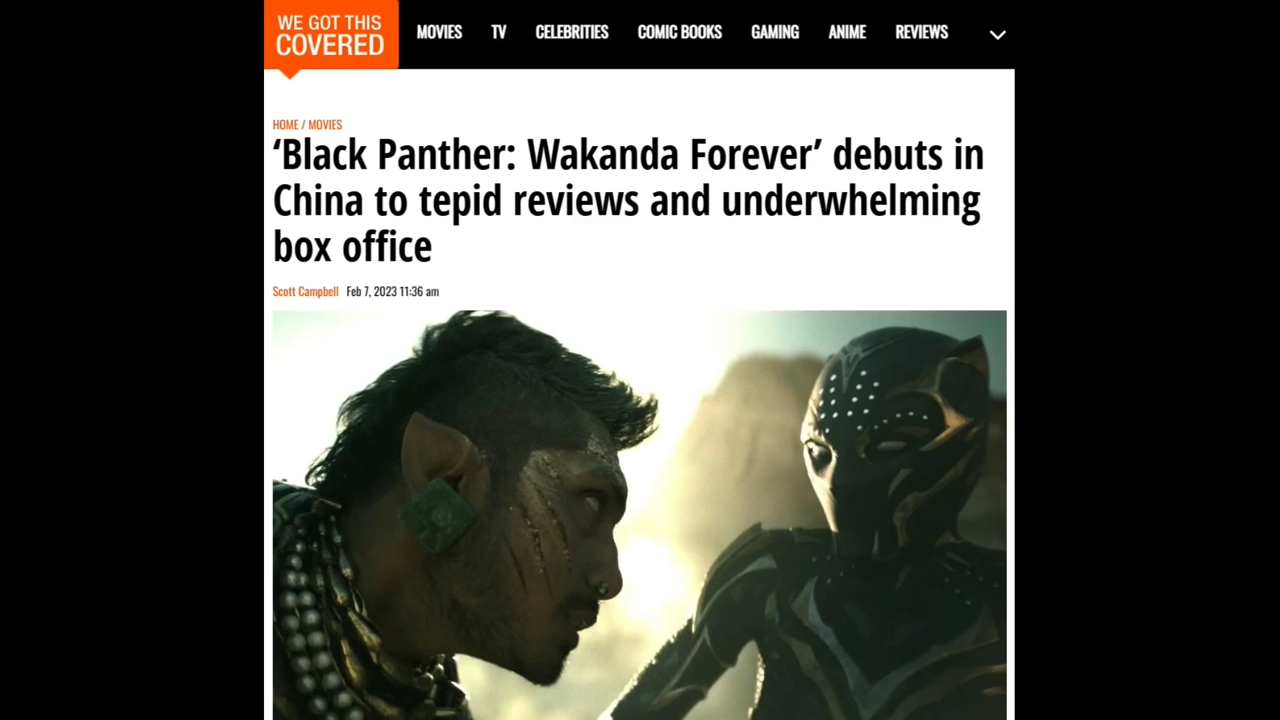 WE GOT THIS
COVERED
MOVIES TV CELEBRITIES COMIC BOOKS GAMING ANIME REVIEWS
HOME / MOVIES
‘Black Panther: Wakanda Forever’ debuts in
China to tepid reviews and underwhelming
box office
Scott Campbell Feb 7, 2023 11:36 am